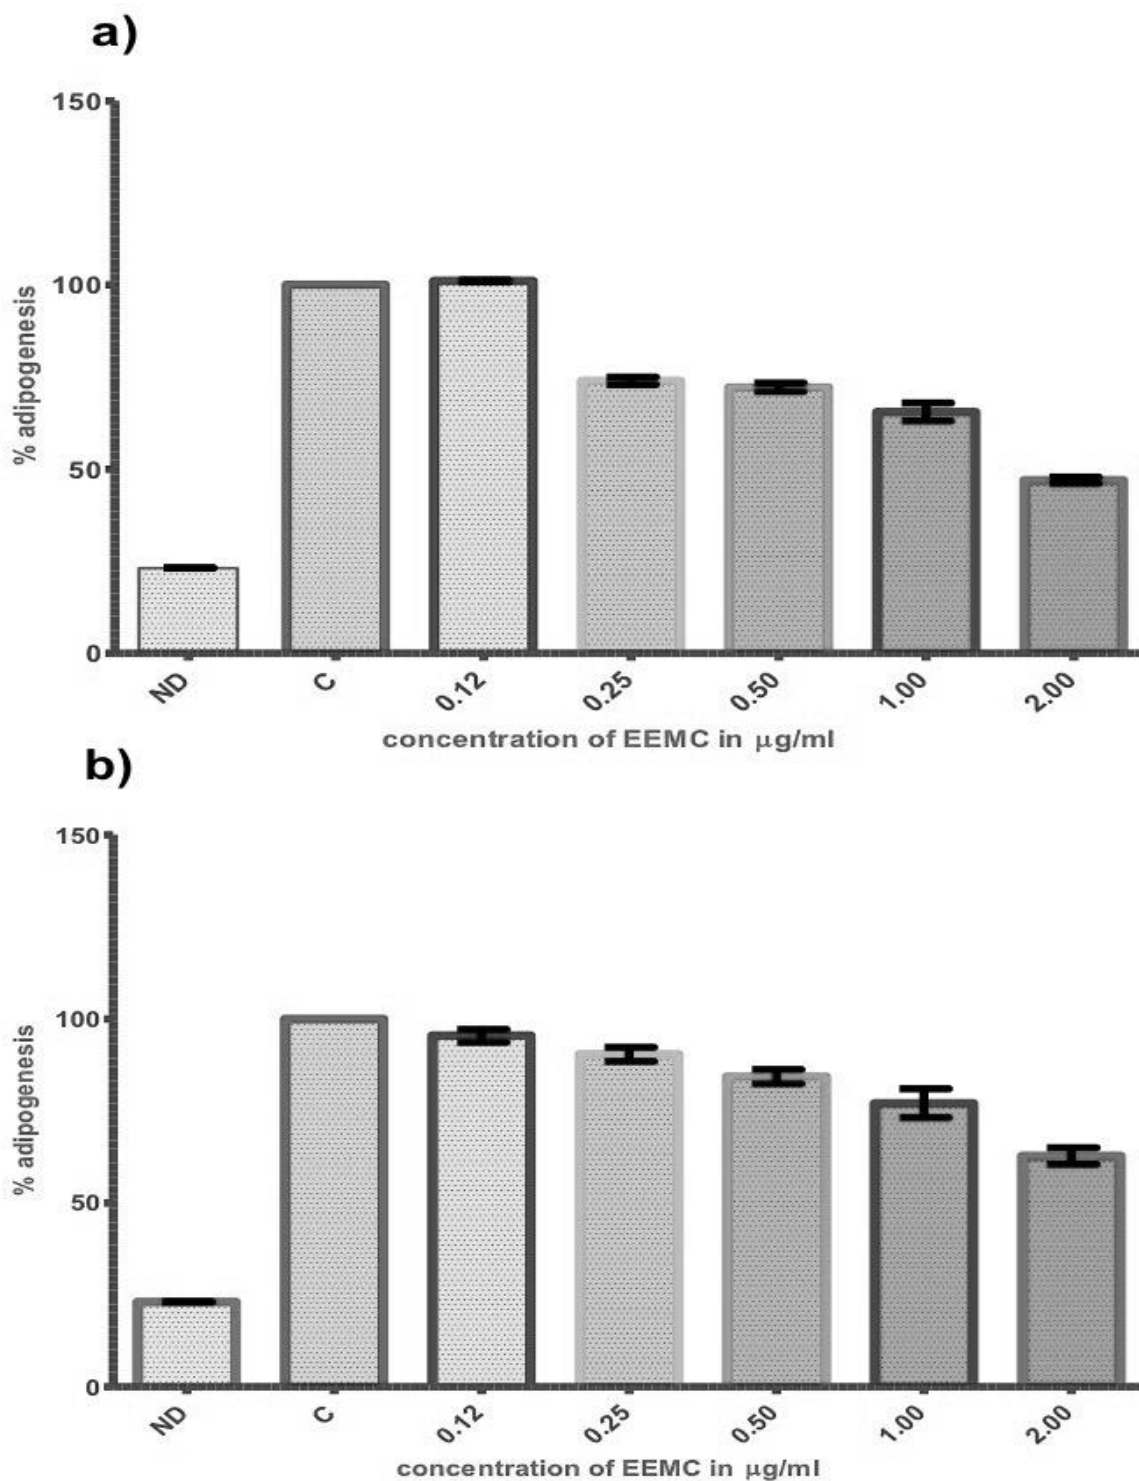 a)
150
100
50
0
% adipogenesis
ND C 0.12 0.25 0.50 1.00 2.00
concentration of EEMC in μg/ml
b)
150
100
50
0
% adipogenesis
ND C 0.12 0.25 0.50 1.00 2.00
concentration of EEMC in μg/ml